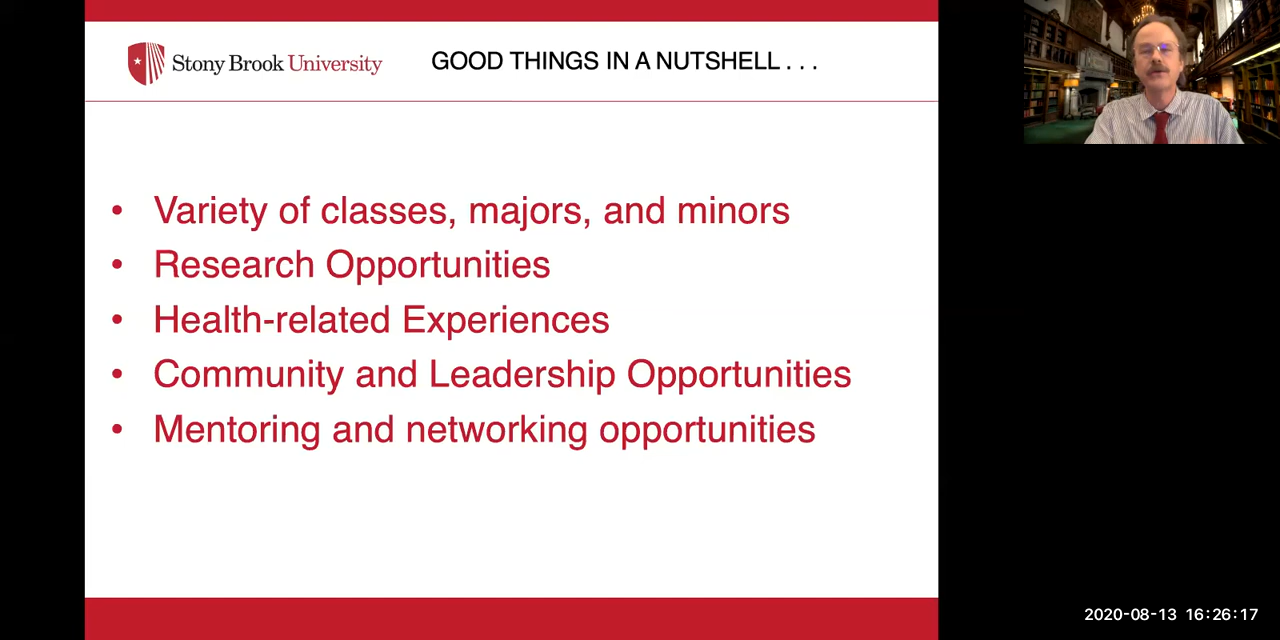 Stony Brook University
GOOD THINGS IN A NUTSHELL . . .
• Variety of classes, majors, and minors
• Research Opportunities
• Health-related Experiences
• Community and Leadership Opportunities
• Mentoring and networking opportunities
2020-08-13 16:26:17